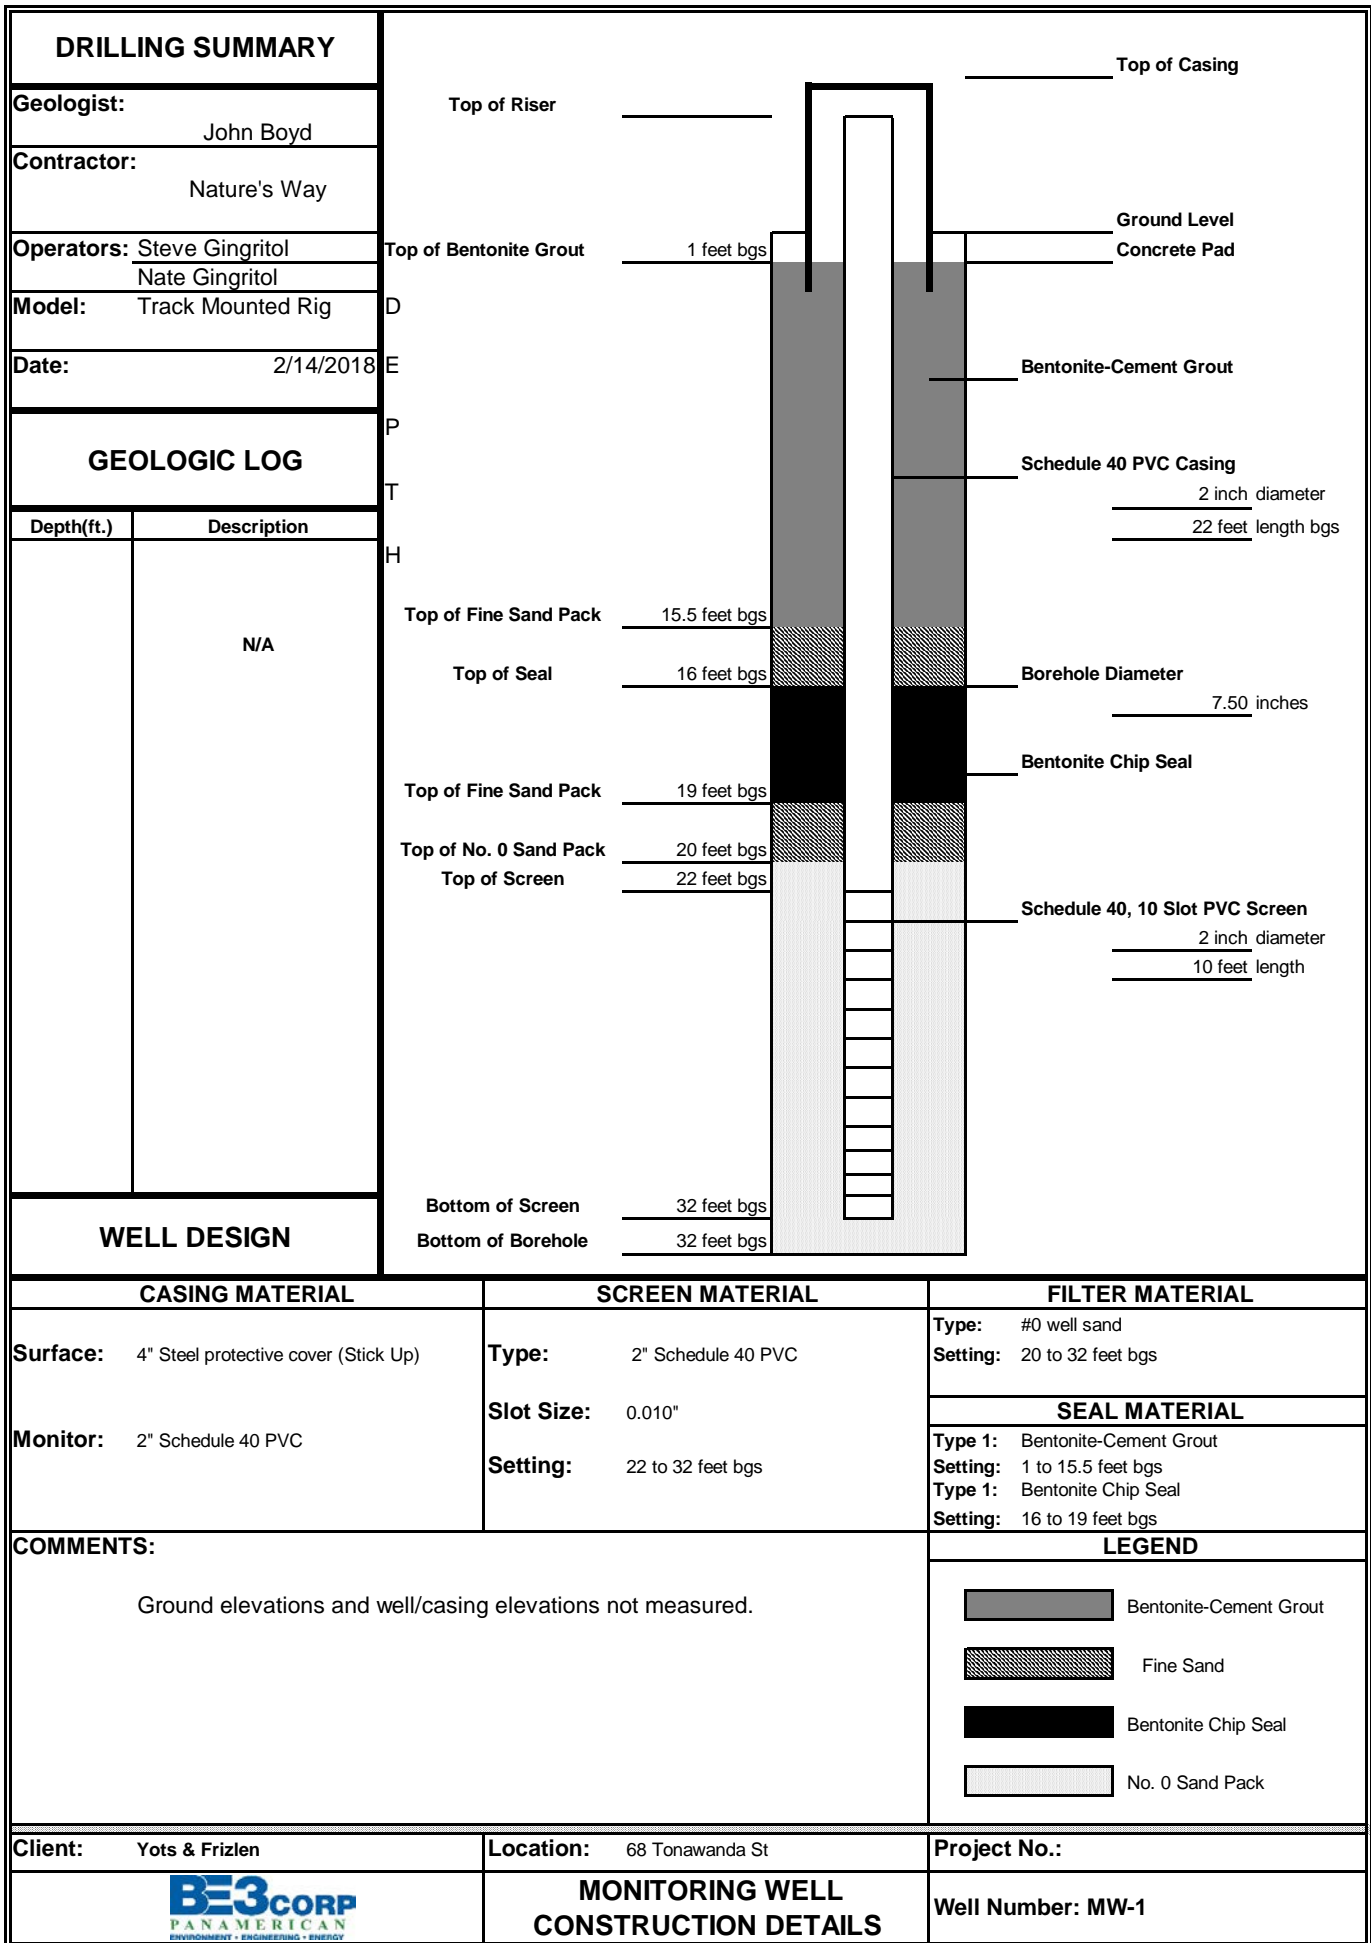 DRILLING SUMMARY
Geologist:
John Boyd
Contractor:
Nature's Way
Operators: Steve Gingritol
Nate Gingritol
Model: Track Mounted Rig
Date: 2/14/2018
GEOLOGIC LOG
Depth(ft.) Description
N/A
WELL DESIGN
Top of Casing
Top of Riser
Ground Level
Top of Bentonite Grout 1 feet bgs
Concrete Pad
D
E
P
T
H
Bentonite-Cement Grout
Schedule 40 PVC Casing
2 inch diameter
22 feet length bgs
Top of Fine Sand Pack 15.5 feet bgs
Top of Seal 16 feet bgs
Borehole Diameter
7.50 inches
Bentonite Chip Seal
Top of Fine Sand Pack 19 feet bgs
Top of No. 0 Sand Pack 20 feet bgs
Top of Screen 22 feet bgs
Schedule 40, 10 Slot PVC Screen
2 inch diameter
10 feet length
Bottom of Screen 32 feet bgs
Bottom of Borehole 32 feet bgs
CASING MATERIAL
Surface: 4" Steel protective cover (Stick Up)
Monitor: 2" Schedule 40 PVC
SCREEN MATERIAL
Type: 2" Schedule 40 PVC
Slot Size: 0.010"
Setting: 22 to 32 feet bgs
FILTER MATERIAL
Type: #0 well sand
Setting: 20 to 32 feet bgs
SEAL MATERIAL
Type 1: Bentonite-Cement Grout
Setting: 1 to 15.5 feet bgs
Type 1: Bentonite Chip Seal
Setting: 16 to 19 feet bgs
COMMENTS:
Ground elevations and well/casing elevations not measured.
LEGEND
Bentonite-Cement Grout
Fine Sand
Bentonite Chip Seal
No. 0 Sand Pack
Client: Yots & Frizlen
Location: 68 Tonawanda St
Project No.:
BE3CORP
PANAMERICAN
ENVIRONMENT • ENGINEERING • ENERGY
MONITORING WELL
CONSTRUCTION DETAILS
Well Number: MW-1